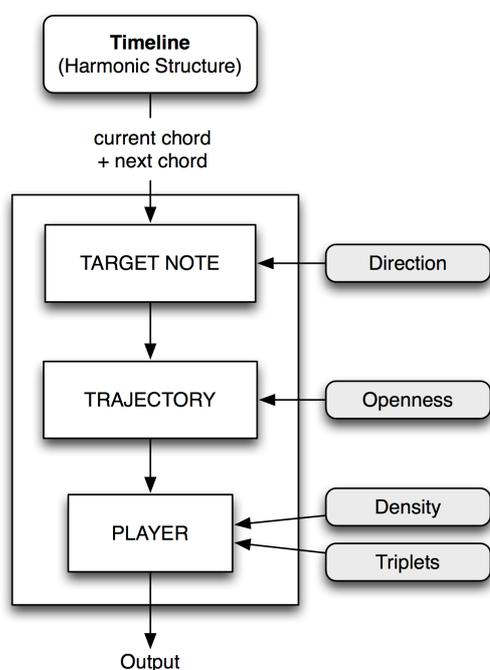 Timeline
(Harmonic Structure)
current chord
+ next chord
TARGET NOTE
Direction
TRAJECTORY
Openness
PLAYER
Density
Triplets
Output